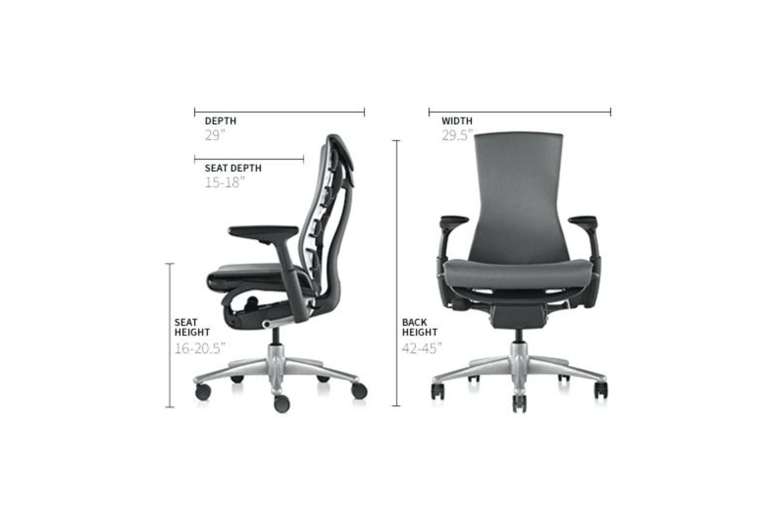 DEPTH
29"
SEAT DEPTH
15-18"
SEAT
HEIGHT
16-20.5"
WIDTH
29.5"
BACK
HEIGHT
42-45"